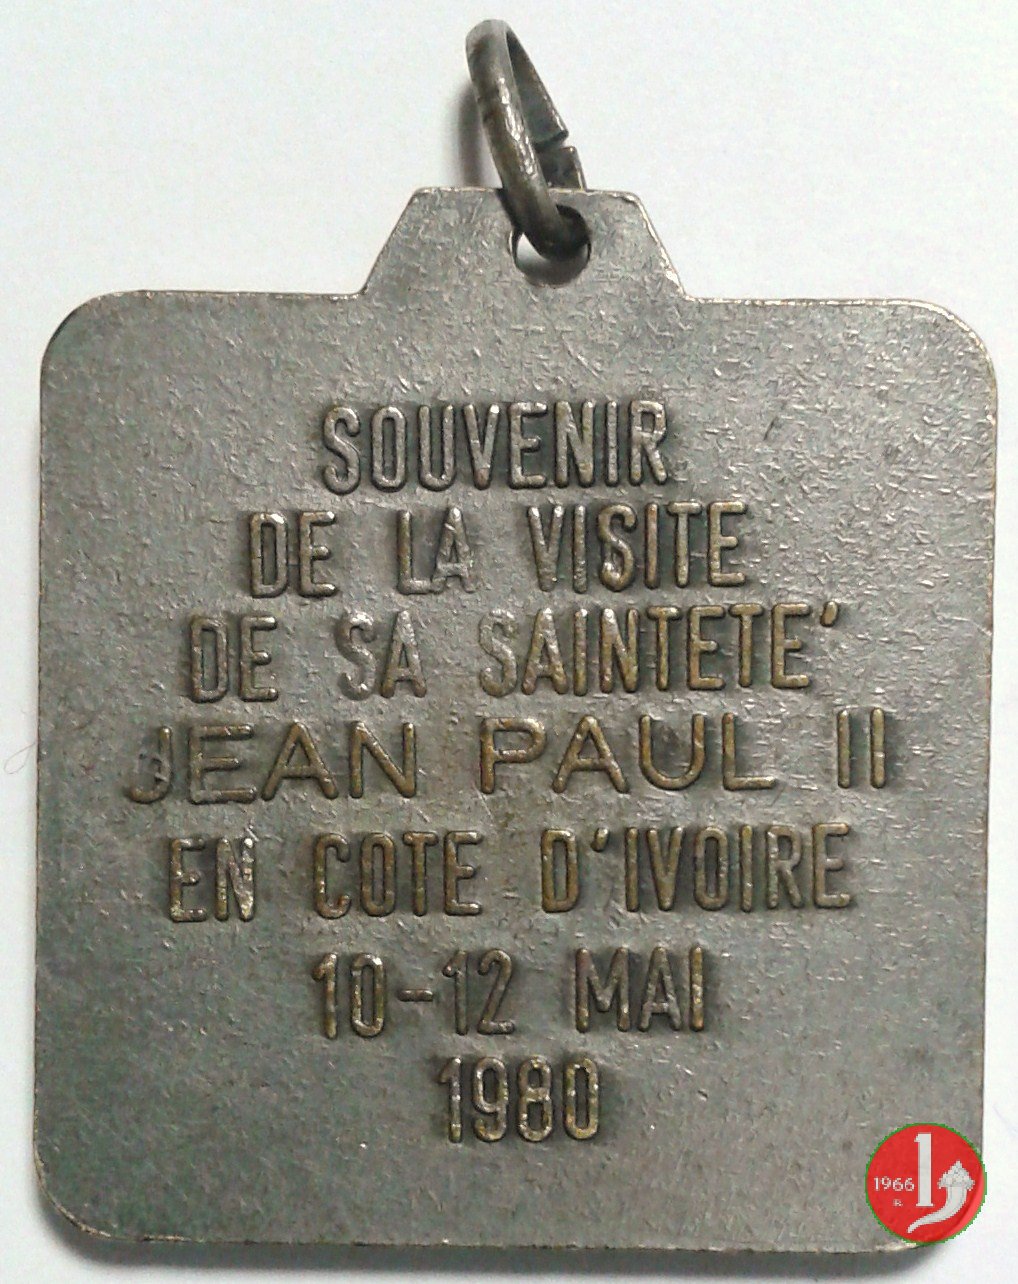 SOUVENIR
DE LA VISITE
DE SA SAINTETE'
JEAN PAUL II
EN COTE D'IVOIRE
10-12 MAI
1980
1966
R